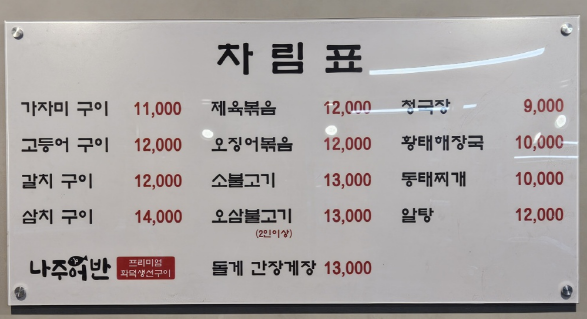 차림표
가자미 구이 11,000 제육볶음 12,000 청국장 9,000
고등어 구이 12,000 오징어볶음 12,000 황태해장국 10,000
갈치 구이 12,000 소불고기 13,000 동태찌개 10,000
삼치 구이 14,000 오삼불고기 13,000 알탕 12,000
(2인이상)
나주어반 프리미엄 화덕생선구이 돌게 간장게장 13,000